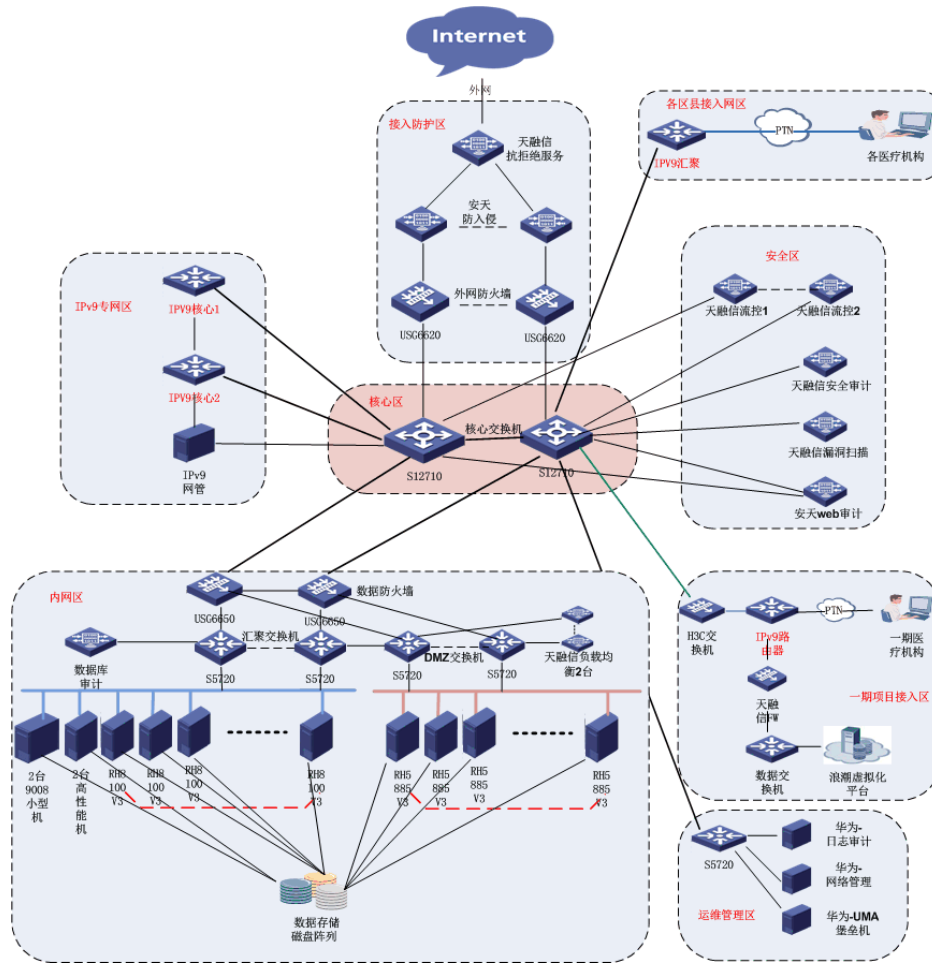 Internet
外网
接入防护区
天融信
抗拒绝服务
安天
防入侵
外网防火墙
USG6620
USG6620
各区县接入网区
IPV9汇聚
PTN
各医疗机构
IPv9专网区
IPV9核心1
IPV9核心2
IPv9
网管
安全区
天融信流控1
天融信流控2
天融信安全审计
天融信漏洞扫描
安天web审计
核心区
核心交换机
S12710
S12710
内网区
数据防火墙
USG6650
USG6650
汇聚交换机
数据库
审计
S5720
S5720
DMZ交换机
S5720
S5720
天融信负载均
衡2台
2台
9008
小型
机
2台
高性
能机
RH8
100
V3
RH8
100
V3
RH8
100
V3
RH8
100
V3
RH5
885
V3
RH5
885
V3
RH5
885
V3
RH5
885
V3
数据存储
磁盘阵列
H3C交
换机
IPv9路
由器
PTN
一期医
疗机构
一期项目接入区
天融
信FW
数据交
换机
浪潮虚拟化
平台
S5720
华为-
日志审计
华为-
网络管理
华为-UMA
堡垒机
运维管理区